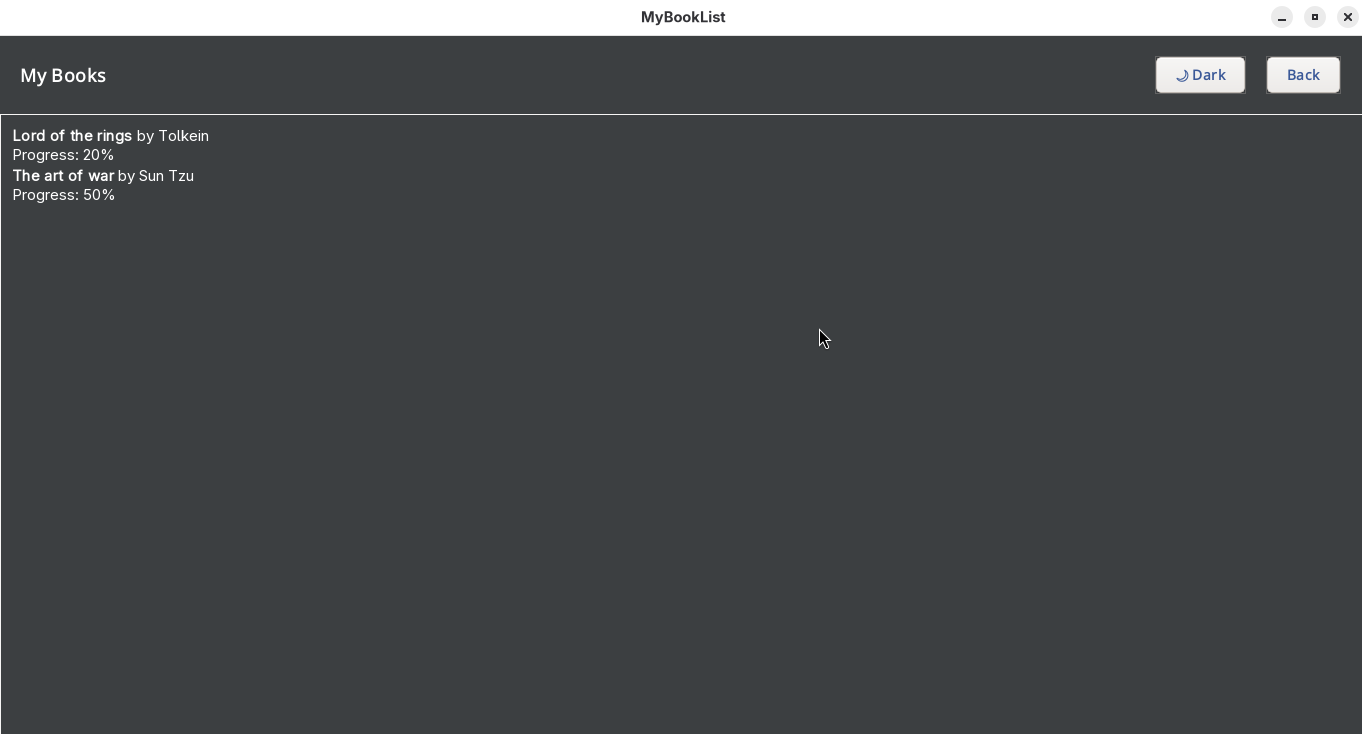 MyBookList
My Books
🌙 Dark
Back
Lord of the rings by Tolkein
Progress: 20%
The art of war by Sun Tzu
Progress: 50%